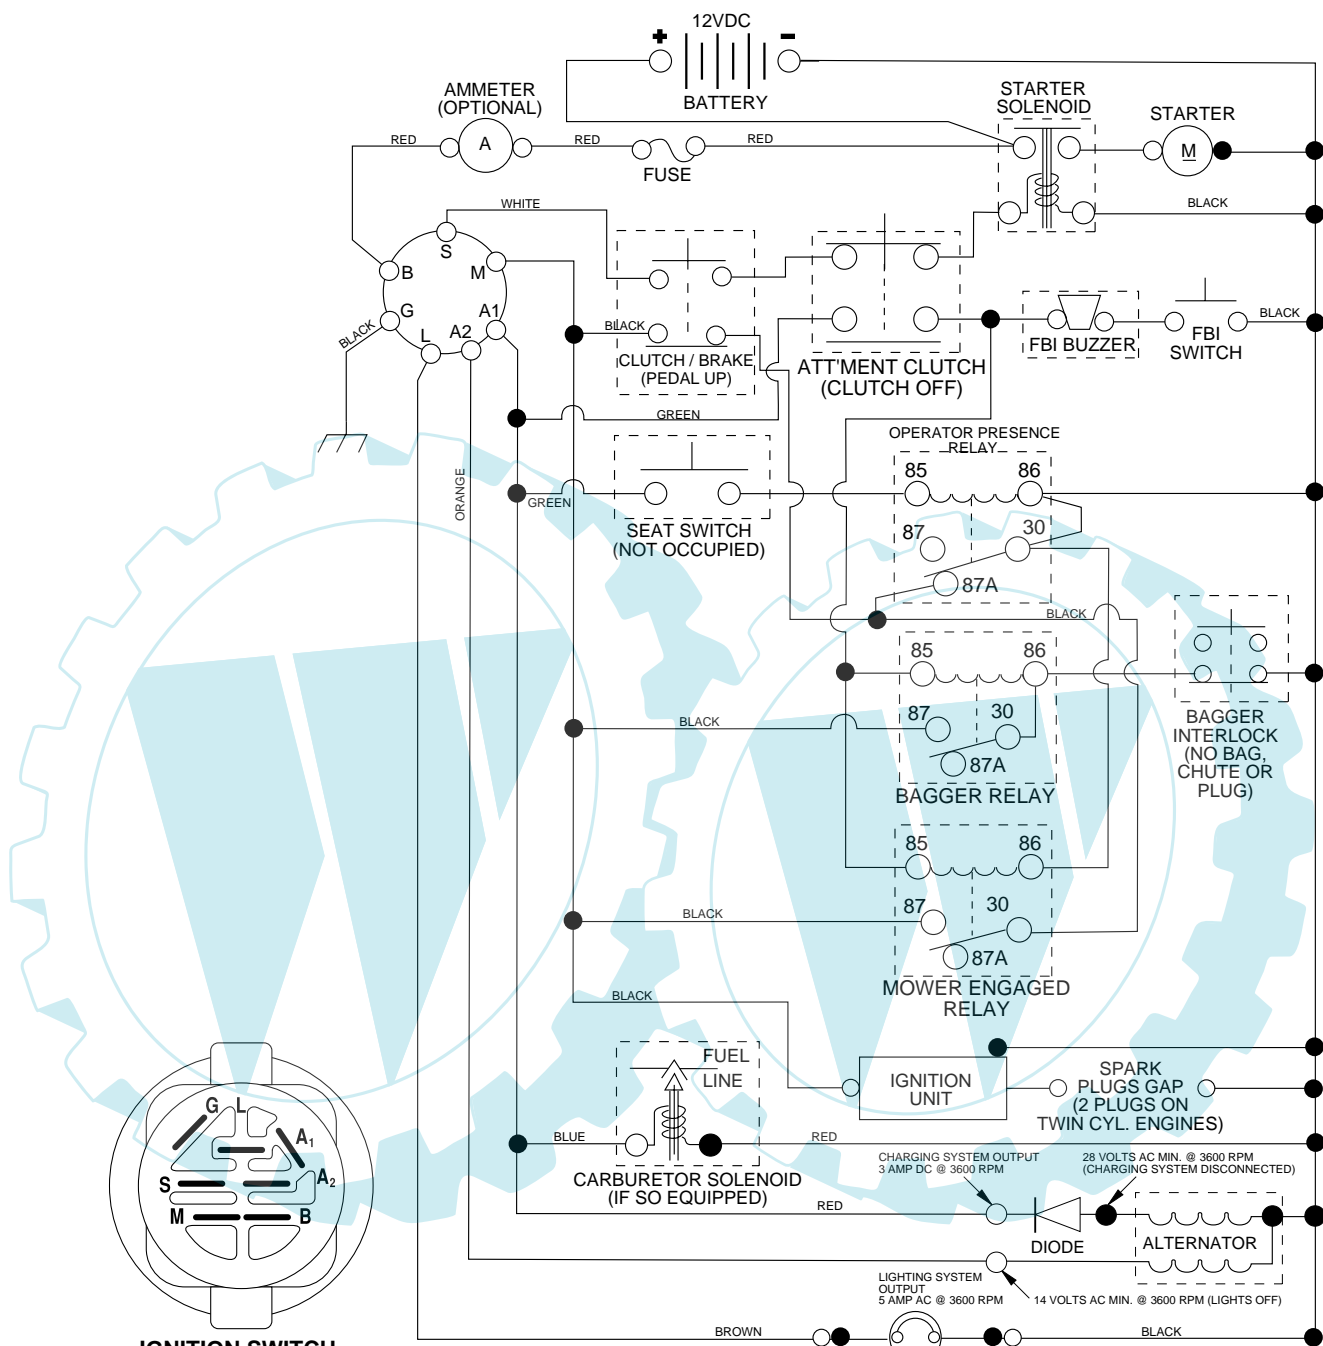 12VDC
+
-
BATTERY
AMMETER
(OPTIONAL)
STARTER
SOLENOID
STARTER
RED
A
RED
RED
FUSE
M
WHITE
BLACK
S
B
M
G
A1
L
A2
BLACK
BLACK
CLUTCH / BRAKE
(PEDAL UP)
ATT'MENT CLUTCH
(CLUTCH OFF)
FBI BUZZER
FBI
SWITCH
BLACK
GREEN
OPERATOR PRESENCE
RELAY
85
86
ORANGE
GREEN
SEAT SWITCH
(NOT OCCUPIED)
87
30
87A
BLACK
85
86
BLACK
87
30
87A
BAGGER RELAY
BAGGER
INTERLOCK
(NO BAG,
CHUTE OR
PLUG)
85
86
BLACK
87
30
87A
MOWER ENGAGED
RELAY
BLACK
FUEL
LINE
IGNITION
UNIT
SPARK
PLUGS GAP
(2 PLUGS ON
TWIN CYL. ENGINES)
BLUE
RED
CARBURETOR SOLENOID
(IF SO EQUIPPED)
CHARGING SYSTEM OUTPUT
3 AMP DC @ 3600 RPM
28 VOLTS AC MIN. @ 3600 RPM
(CHARGING SYSTEM DISCONNECTED)
RED
DIODE
ALTERNATOR
LIGHTING SYSTEM
OUTPUT
5 AMP AC @ 3600 RPM
14 VOLTS AC MIN. @ 3600 RPM (LIGHTS OFF)
BROWN
BLACK
G
L
A1
A2
S
M
B
IGNITION SWITCH